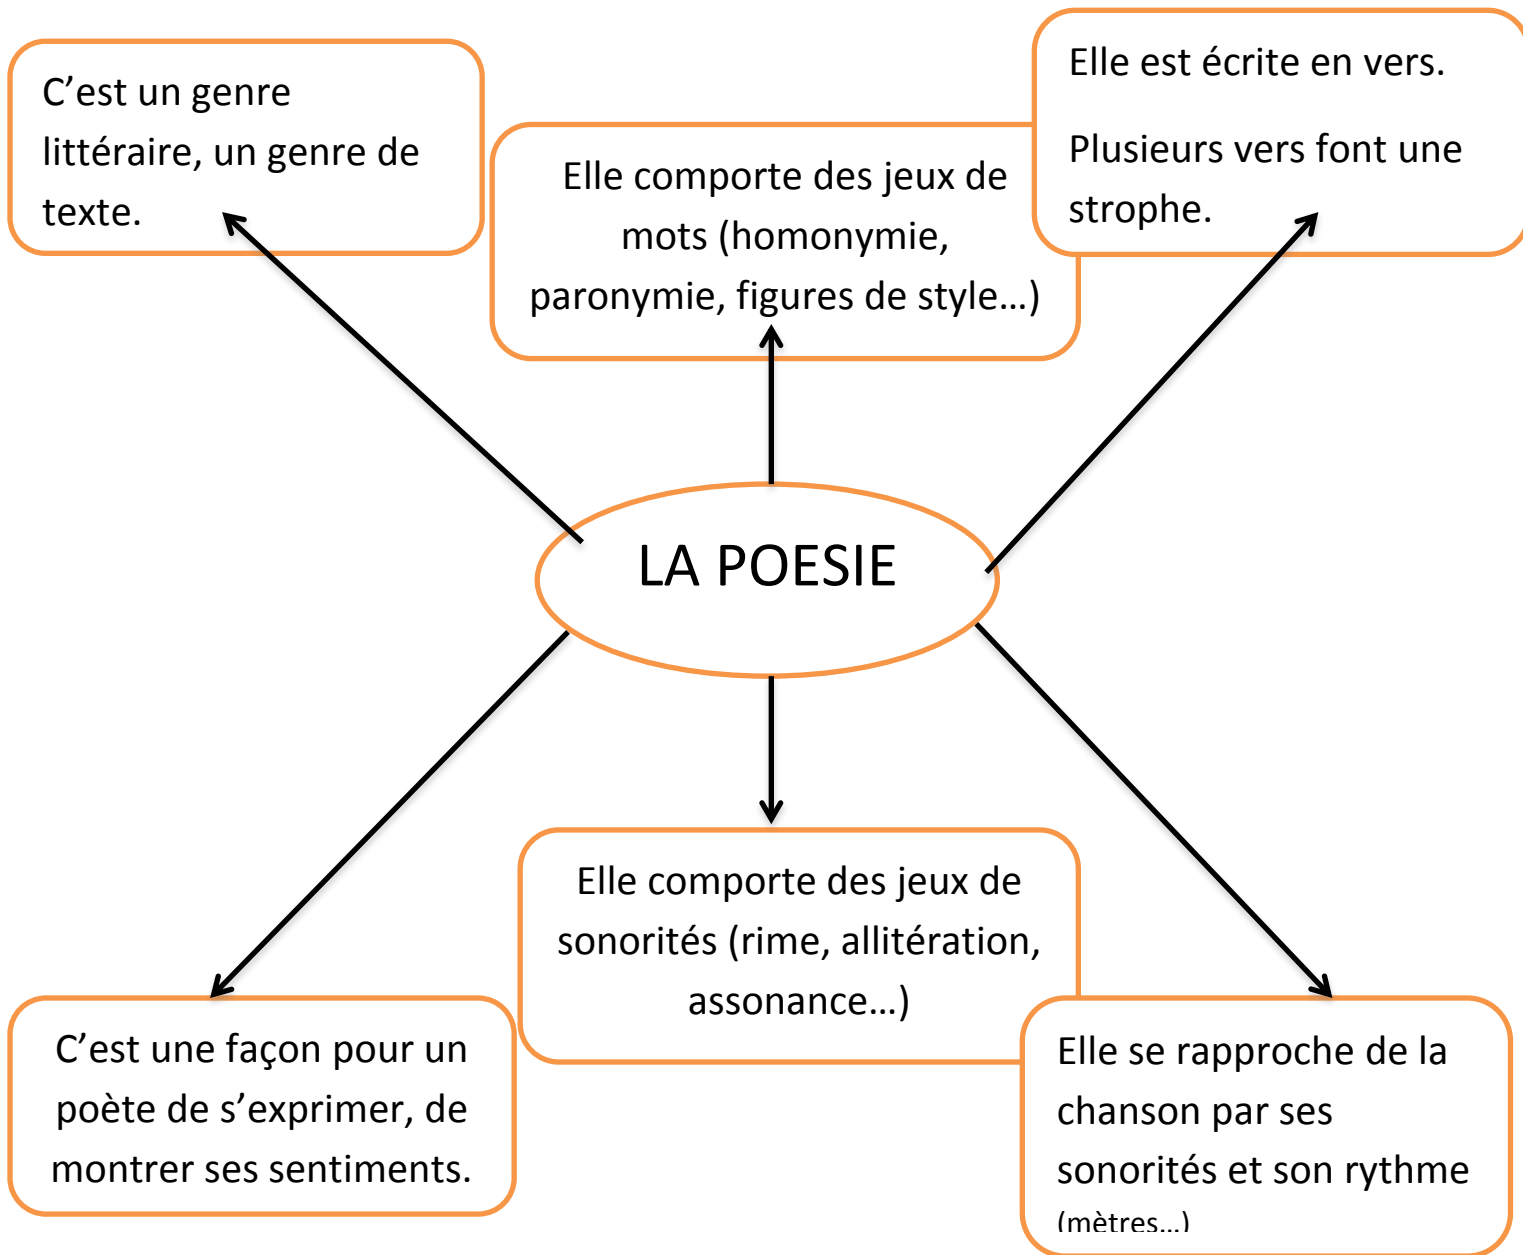 C’est un genre
littéraire, un genre de
texte.
Elle comporte des jeux de
mots (homonymie,
paronymie, figures de style…)
Elle est écrite en vers.
Plusieurs vers font une
strophe.
LA POESIE
C’est une façon pour un
poète de s’exprimer, de
montrer ses sentiments.
Elle comporte des jeux de
sonorités (rime, allitération,
assonance…)
Elle se rapproche de la
chanson par ses
sonorités et son rythme
(mètres…)